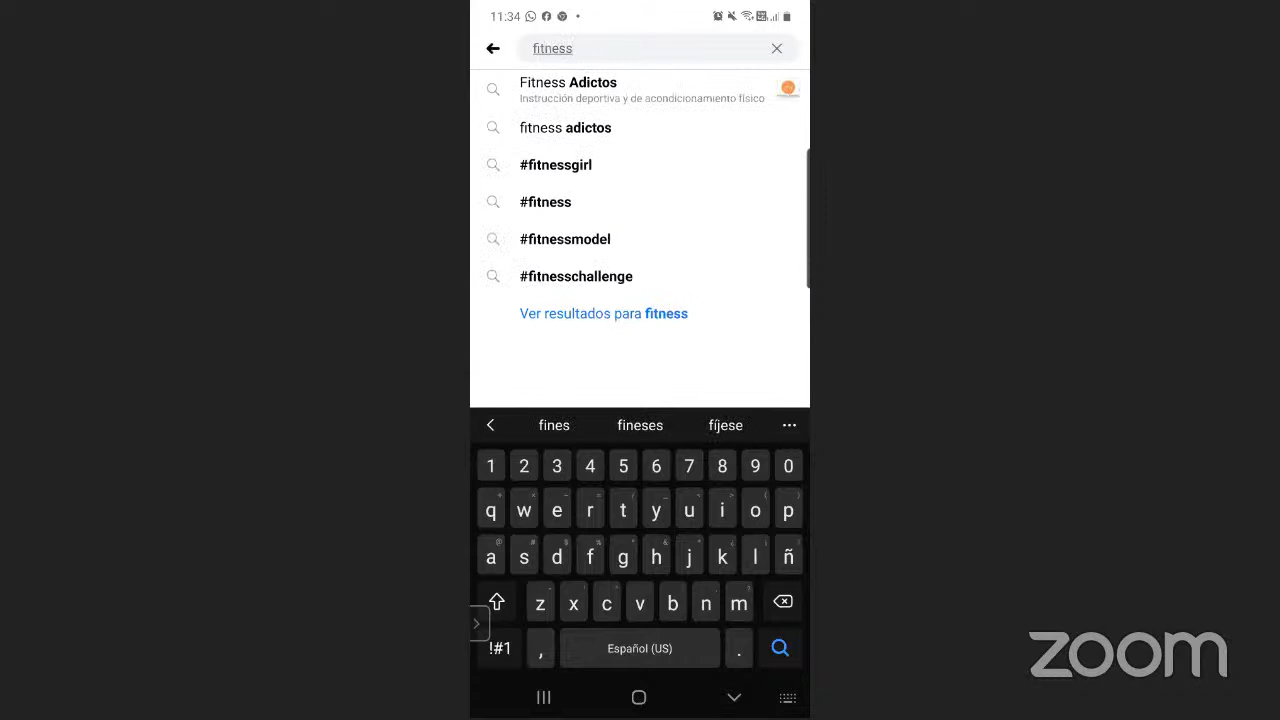 11:34
fitness
Fitness Adictos
Instrucción deportiva y de acondicionamiento físico
fitness adictos
#fitnessgirl
#fitness
#fitnessmodel
#fitnesschallenge
Ver resultados para fitness
fines fineses fíjese
1 2 3 4 5 6 7 8 9 0
q w e r t y u i o p
a s d f g h j k l ñ
z x c v b n m
!#1 , Español (US) .
zoom